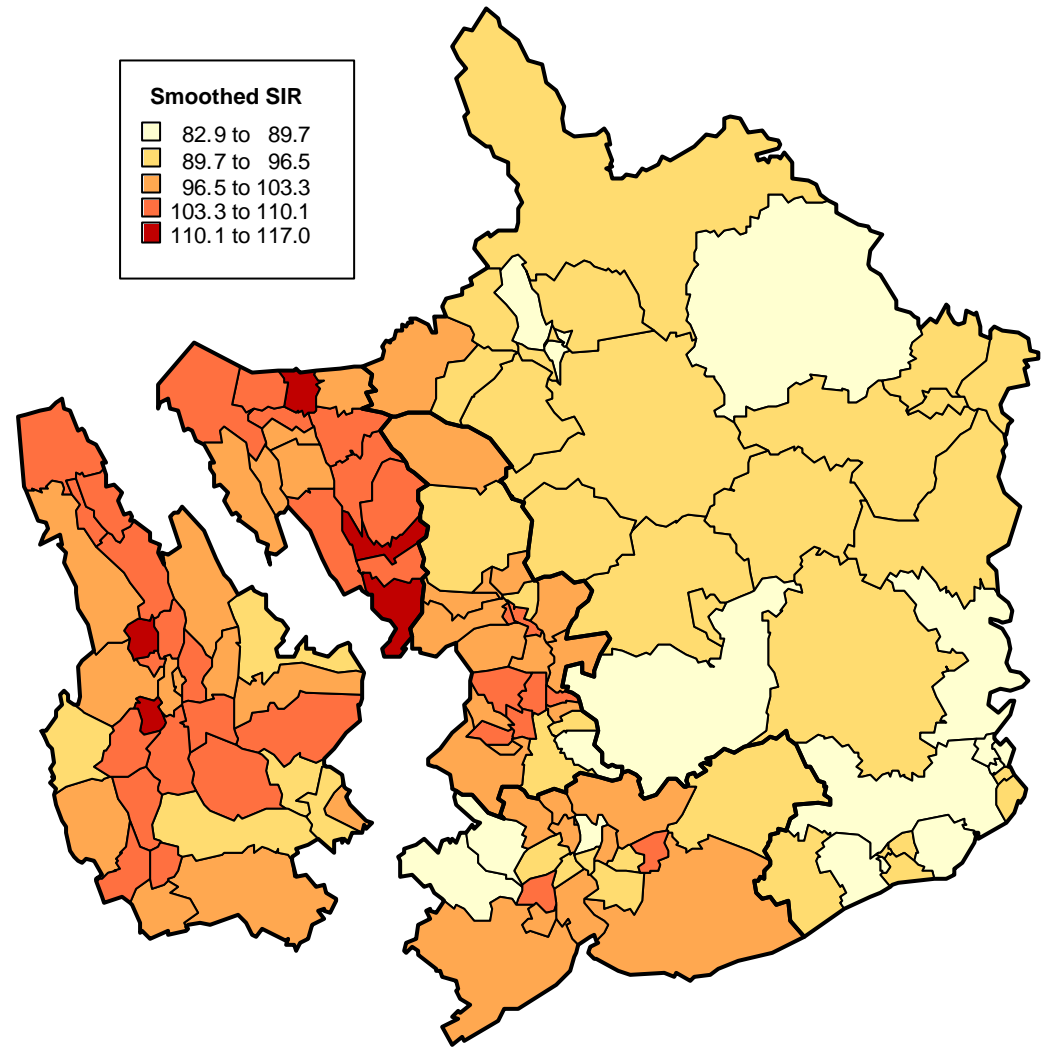 Smoothed SIR
82.9 to 89.7
89.7 to 96.5
96.5 to 103.3
103.3 to 110.1
110.1 to 117.0